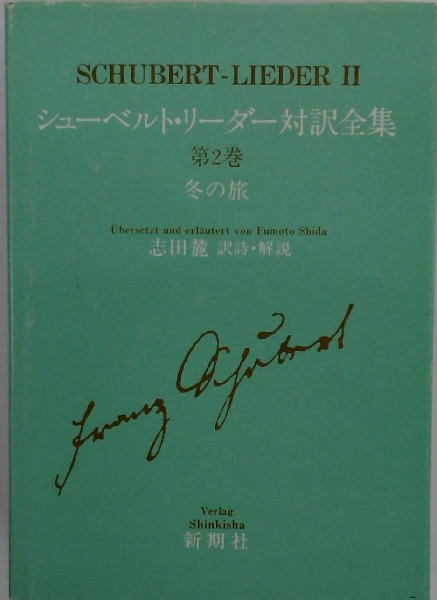 SCHUBERT-LIEDER II
シューベルト・リーダー対訳全集
第2巻
冬の旅
Übersetzt und erläutert von Fumoto Shida
志田麓 訳詩・解説
Franz Schubert
Verlag
Shinkisha
新期社